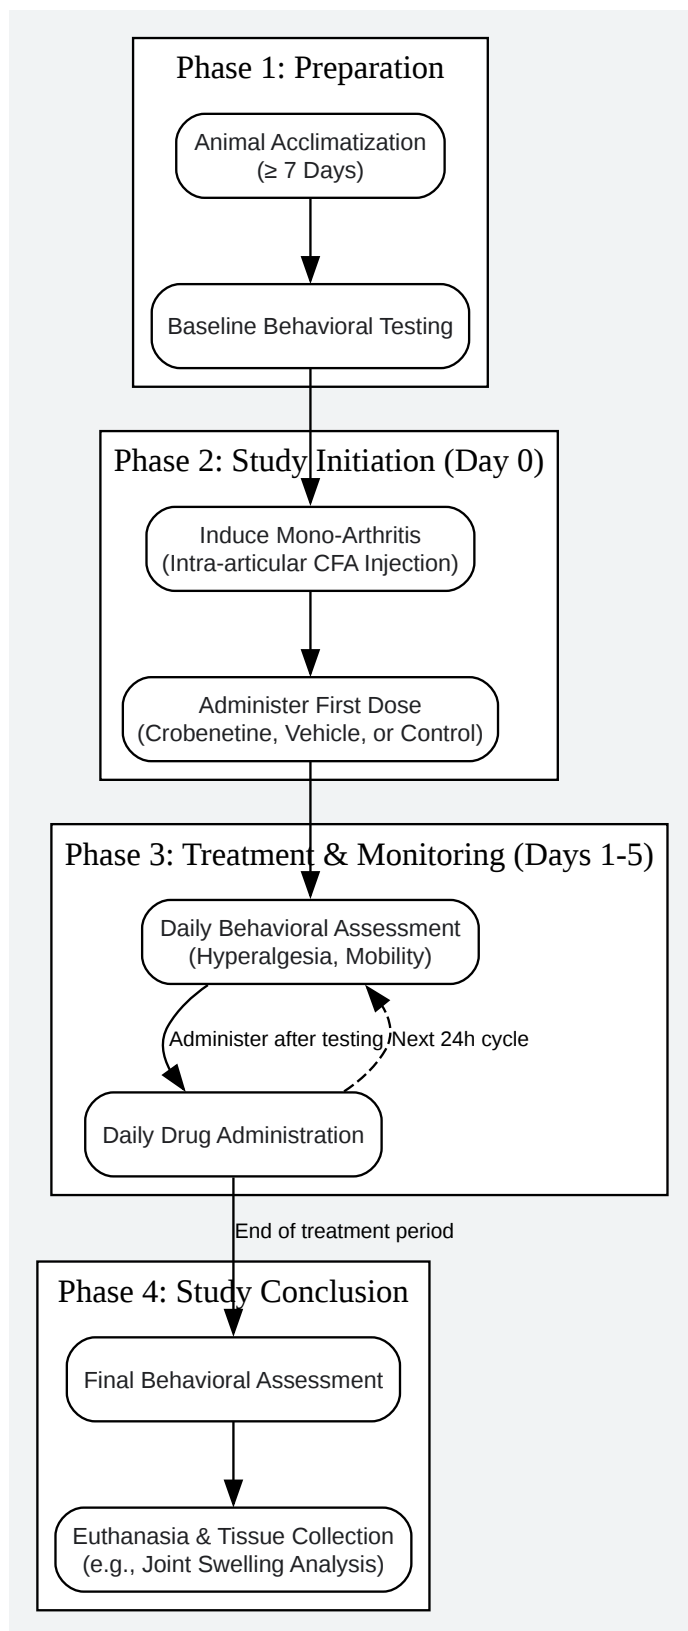 Phase 1: Preparation
Animal Acclimatization
(≥ 7 Days)
Baseline Behavioral Testing
Phase 2: Study Initiation (Day 0)
Induce Mono-Arthritis
(Intra-articular CFA Injection)
Administer First Dose
(Crobenetine, Vehicle, or Control)
Phase 3: Treatment & Monitoring (Days 1-5)
Daily Behavioral Assessment
(Hyperalgesia, Mobility)
Administer after testing
Next 24h cycle
Daily Drug Administration
End of treatment period
Phase 4: Study Conclusion
Final Behavioral Assessment
Euthanasia & Tissue Collection
(e.g., Joint Swelling Analysis)